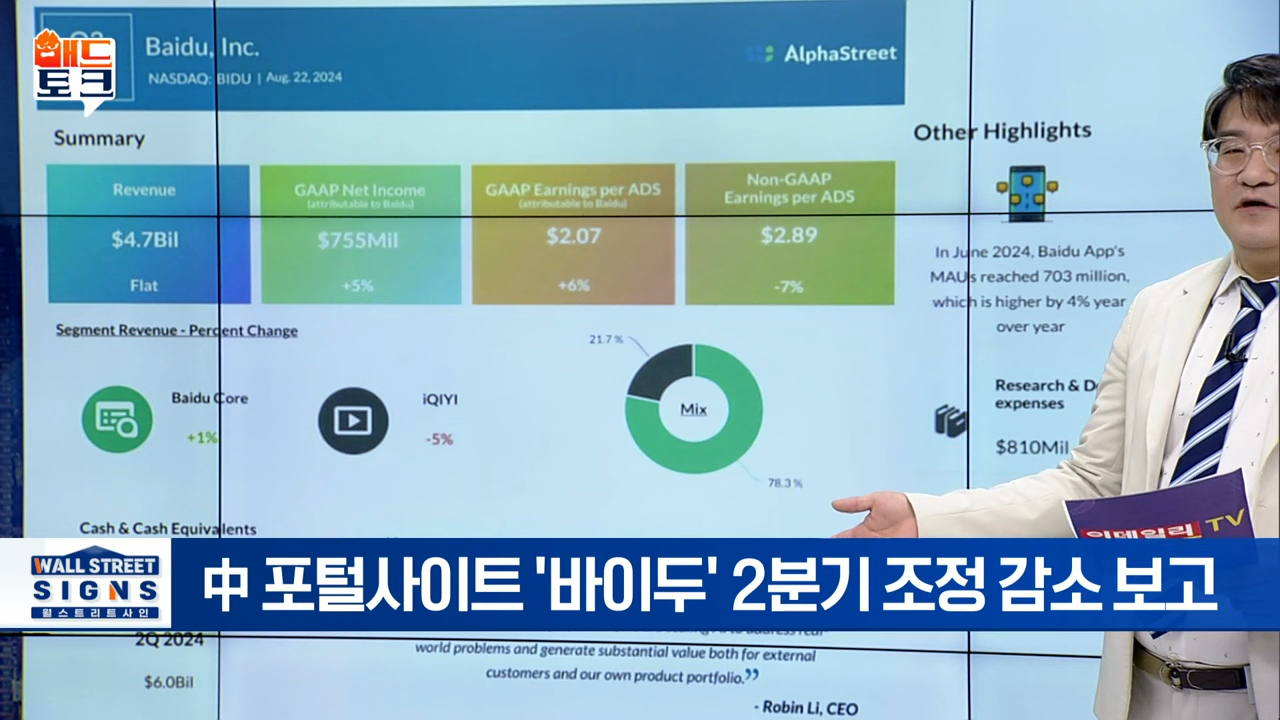 헤드
토크
Baidu, Inc.
NASDAQ: BIDU | Aug. 22, 2024
AlphaStreet
Summary
Revenue
$4.7Bil
Flat
GAAP Net Income
(attributable to Baidu)
$755Mil
+5%
GAAP Earnings per ADS
(attributable to Baidu)
$2.07
+6%
Non-GAAP
Earnings per ADS
$2.89
-7%
Other Highlights
In June 2024, Baidu App's
MAUs reached 703 million,
which is higher by 4% year
over year
Research & D
expenses
$810Mil
Segment Revenue - Percent Change
Baidu Core
+1%
iQIYI
-5%
21.7 %
Mix
78.3 %
Cash & Cash Equivalents
이데일리 TV
WALL STREET
SIGNS
월스트리트사인
中 포털사이트 '바이두' 2분기 조정 감소 보고
2Q 2024
$6.0Bil
world problems and generate substantial value both for external
customers and our own product portfolio.”
- Robin Li, CEO